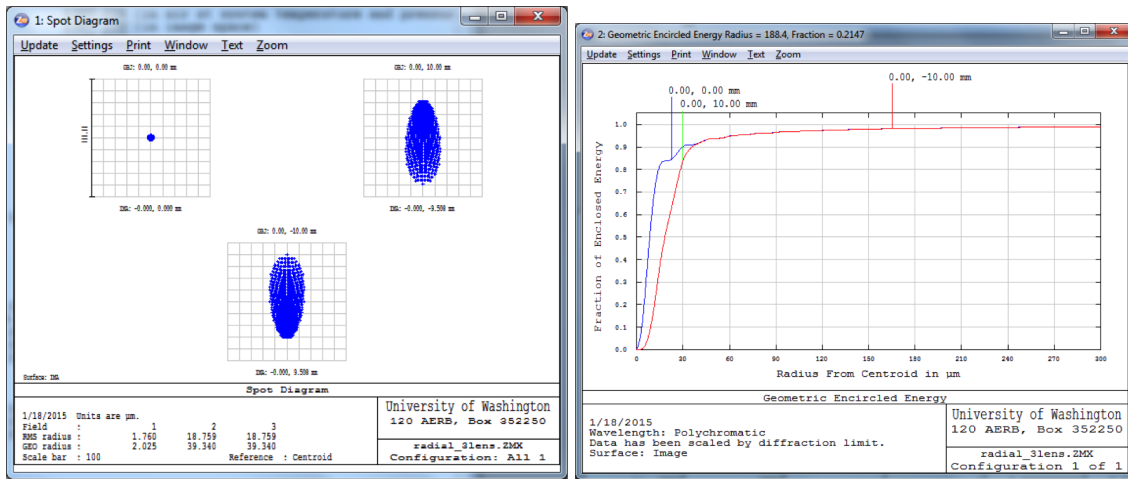 1: Spot Diagram
Update Settings Print Window Text Zoom
OBJ: 0.00, 0.00 mm
OBJ: 0.00, 10.00 mm
IMA: -0.000, 0.000 mm
IMA: -0.000, -9.509 mm
OBJ: 0.00, -10.00 mm
IMA: -0.000, 9.509 mm
Surface: IMA
Spot Diagram
1/18/2015 Units are µm.
Field : 1 2 3
RMS radius : 1.760 18.759 18.759
GEO radius : 2.025 39.340 39.340
Scale bar : 100 Reference : Centroid
University of Washington
120 AERB, Box 352250
radial_3lens.ZMX
Configuration: All 1
2: Geometric Encircled Energy Radius = 188.4, Fraction = 0.2147
Update Settings Print Window Text Zoom
0.00, -10.00 mm
0.00, 0.00 mm
0.00, 10.00 mm
1.0
0.9
0.8
0.7
0.6
0.5
0.4
0.3
0.2
0.1
0.0
Fraction of Enclosed Energy
0 30 60 90 120 150 180 210 240 270 300
Radius From Centroid in µm
Geometric Encircled Energy
1/18/2015
Wavelength: Polychromatic
Data has been scaled by diffraction limit.
Surface: Image
University of Washington
120 AERB, Box 352250
radial_3lens.ZMX
Configuration 1 of 1